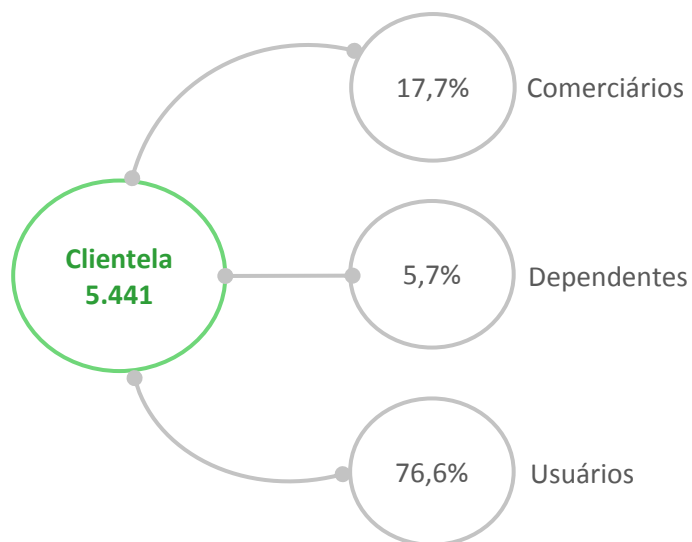 17,7%
Comerciários
Clientela
5.441
5,7%
Dependentes
76,6%
Usuários